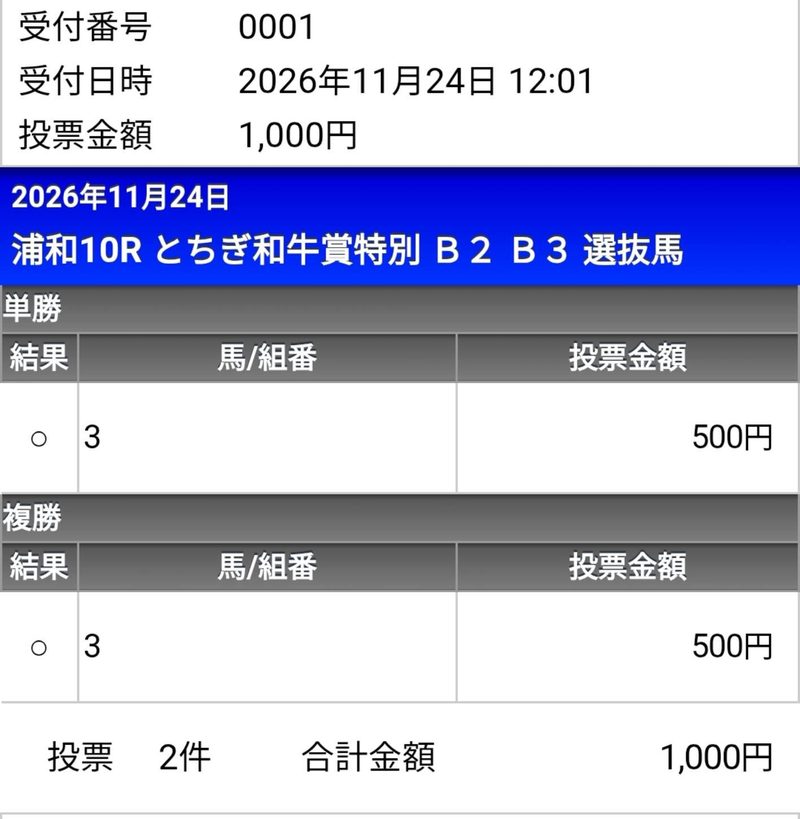 受付番号 0001
受付日時 2026年11月24日 12:01
投票金額 1,000円
2026年11月24日
浦和10R とちぎ和牛賞特別 Ｂ２ Ｂ３ 選抜馬
単勝
結果 馬/組番 投票金額
○ 3 500円
複勝
結果 馬/組番 投票金額
○ 3 500円
投票 2件 合計金額 1,000円